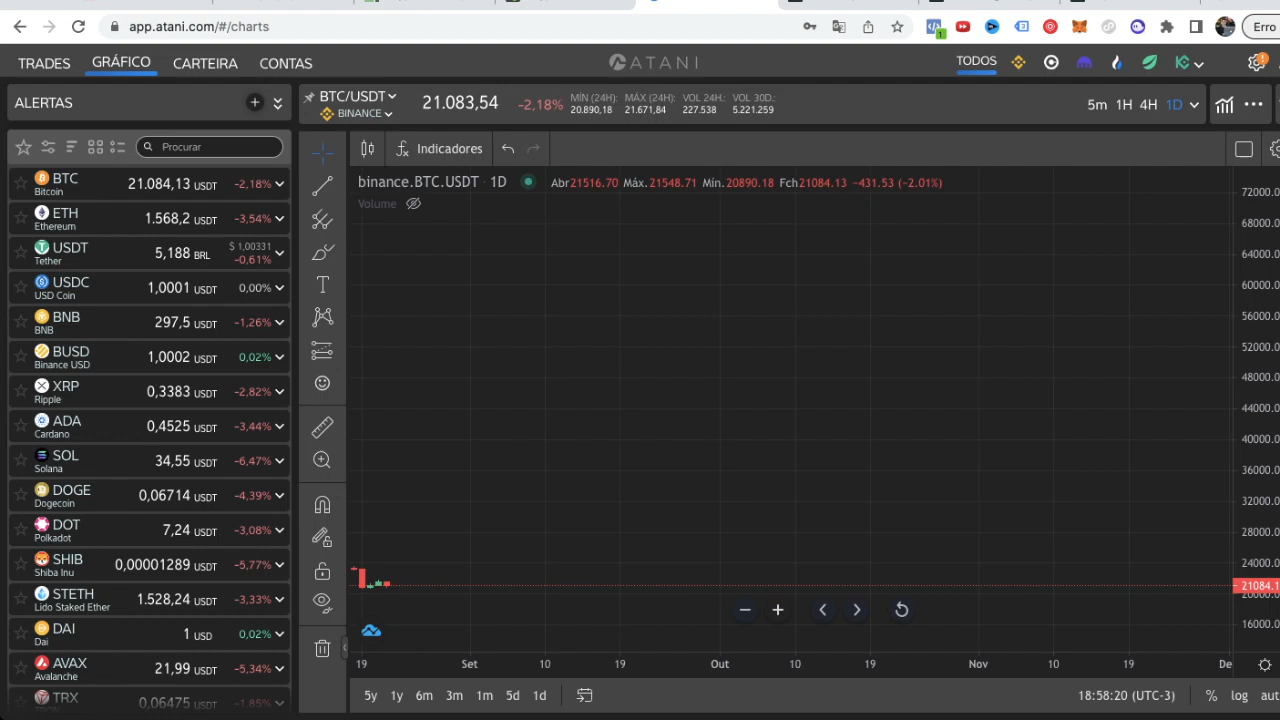 app.atani.com/#/charts
1
Erro
TRADES GRÁFICO CARTEIRA CONTAS
ATANI
TODOS
1
ALERTAS
BTC/USDT
BINANCE
21.083,54 -2,18%
MÍN (24H): MÁX (24H): VOL 24H.: VOL 30D.:
20.890,18 21.671,84 227.538 5.221.259
5m 1H 4H 1D
Procurar
Indicadores
binance.BTC.USDT · 1D
Abr21516.70 Máx.21548.71 Mín.20890.18 Fch21084.13 −431.53 (−2.01%)
Volume
BTC 21.084,13 USDT -2,18%
Bitcoin
ETH 1.568,2 USDT -3,54%
Ethereum
USDT 5,188 BRL $ 1,00331
Tether -0,61%
USDC 1,0001 USDT 0,00%
USD Coin
BNB 297,5 USDT -1,26%
BNB
BUSD 1,0002 USDT 0,02%
Binance USD
XRP 0,3383 USDT -2,82%
Ripple
ADA 0,4525 USDT -3,44%
Cardano
SOL 34,55 USDT -6,47%
Solana
DOGE 0,06714 USDT -4,39%
Dogecoin
DOT 7,24 USDT -3,08%
Polkadot
SHIB 0,00001289 USDT -5,77%
Shiba Inu
STETH 1.528,24 USDT -3,33%
Lido Staked Ether
DAI 1 USD 0,02%
Dai
AVAX 21,99 USDT -5,34%
Avalanche
TRX 0,06475 USDT -1,85%
72000.0
68000.0
64000.0
60000.0
56000.0
52000.0
48000.0
44000.0
40000.0
36000.0
32000.0
28000.0
24000.0
21084.1
20000.0
16000.0
19 Set 10 19 Out 10 19 Nov 10 19 De
5y 1y 6m 3m 1m 5d 1d
18:58:20 (UTC-3) % log aut